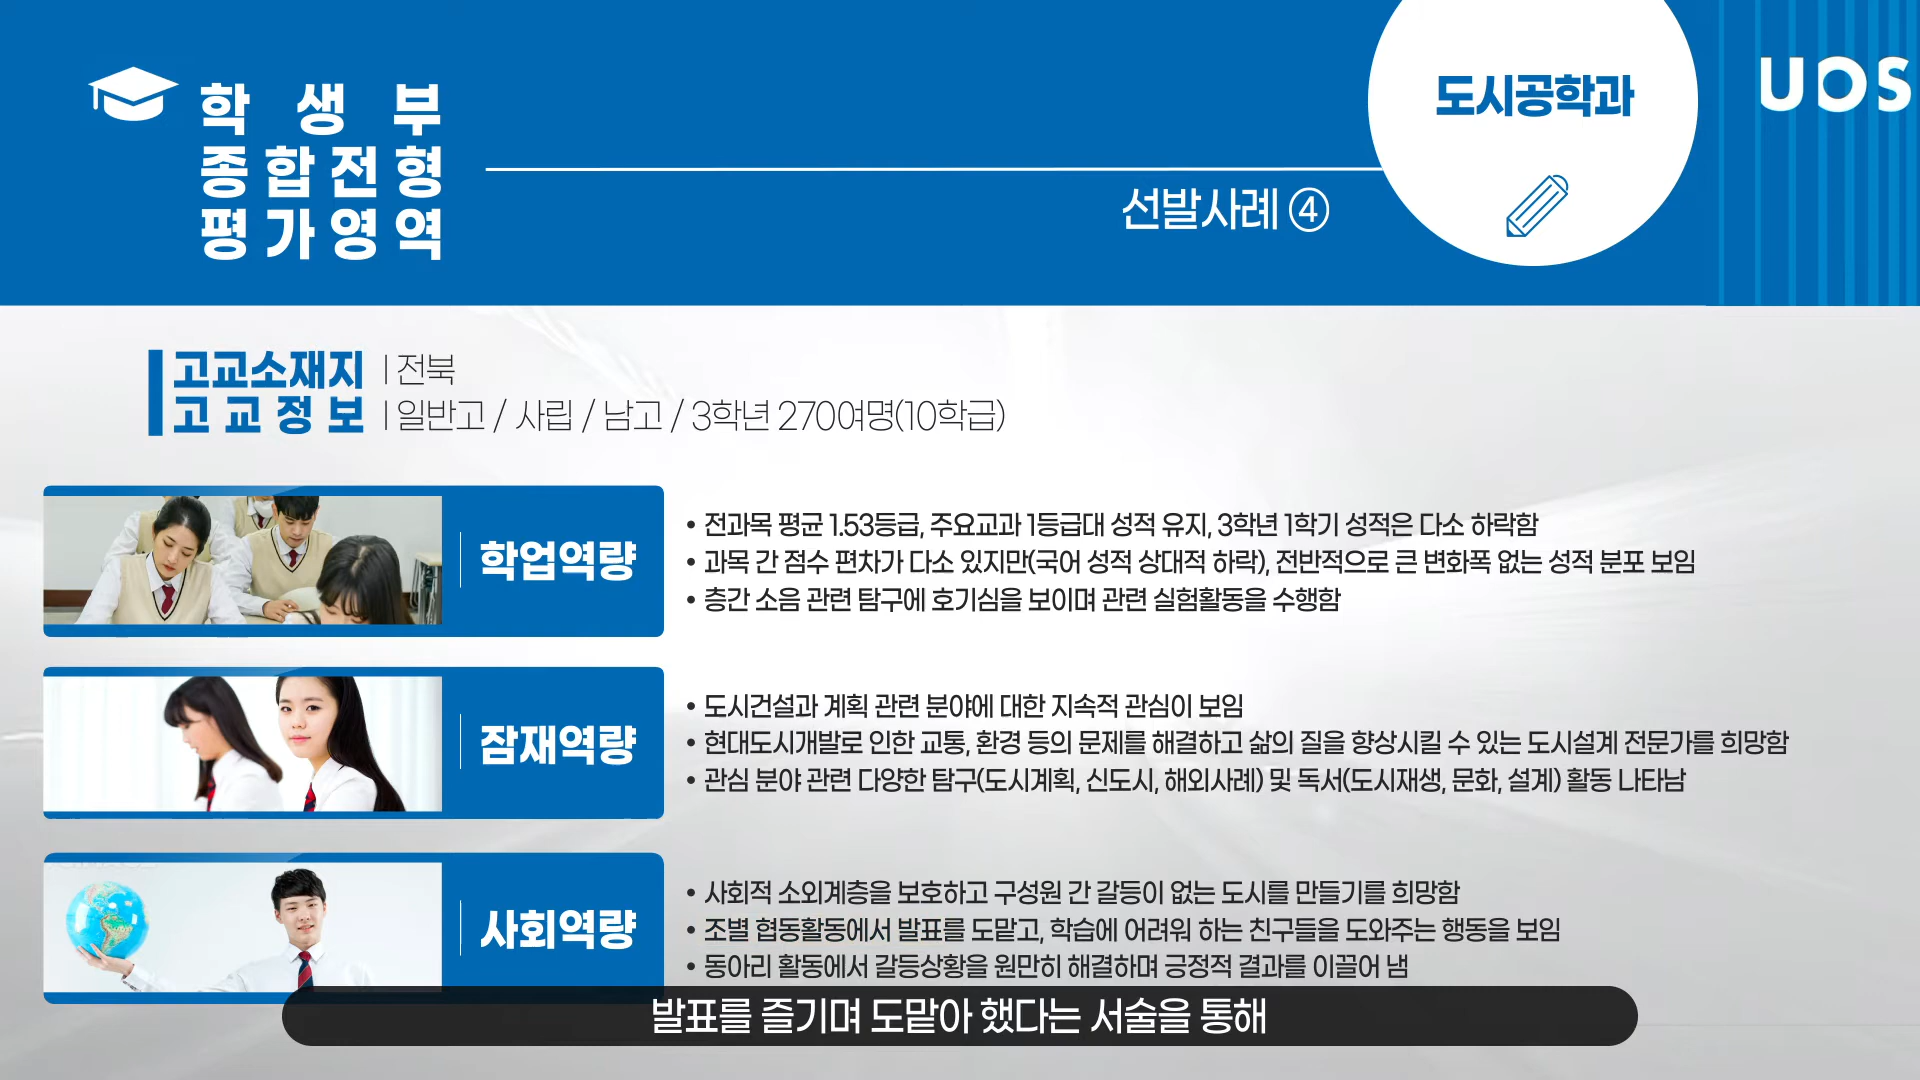 학생부
종합전형
평가영역
선발사례 ④
도시공학과
UOS
고교소재지 | 전북
고교정보 | 일반고 / 사립 / 남고 / 3학년 270여명(10학급)
학업역량
• 전과목 평균 1.53등급, 주요교과 1등급대 성적 유지, 3학년 1학기 성적은 다소 하락함
• 과목 간 점수 편차가 다소 있지만(국어 성적 상대적 하락), 전반적으로 큰 변화폭 없는 성적 분포 보임
• 층간 소음 관련 탐구에 호기심을 보이며 관련 실험활동을 수행함
잠재역량
• 도시건설과 계획 관련 분야에 대한 지속적 관심이 보임
• 현대도시개발로 인한 교통, 환경 등의 문제를 해결하고 삶의 질을 향상시킬 수 있는 도시설계 전문가를 희망함
• 관심 분야 관련 다양한 탐구(도시계획, 신도시, 해외사례) 및 독서(도시재생, 문화, 설계) 활동 나타남
사회역량
• 사회적 소외계층을 보호하고 구성원 간 갈등이 없는 도시를 만들기를 희망함
• 조별 협동활동에서 발표를 도맡고, 학습에 어려워 하는 친구들을 도와주는 행동을 보임
• 동아리 활동에서 갈등상황을 원만히 해결하며 긍정적 결과를 이끌어 냄
발표를 즐기며 도맡아 했다는 서술을 통해